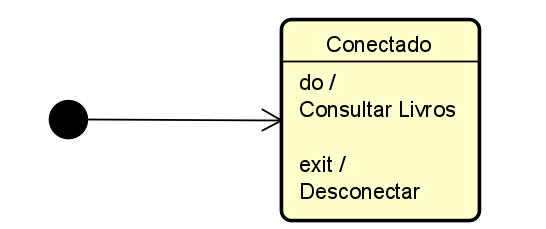 Conectado
do /
Consultar Livros
exit /
Desconectar